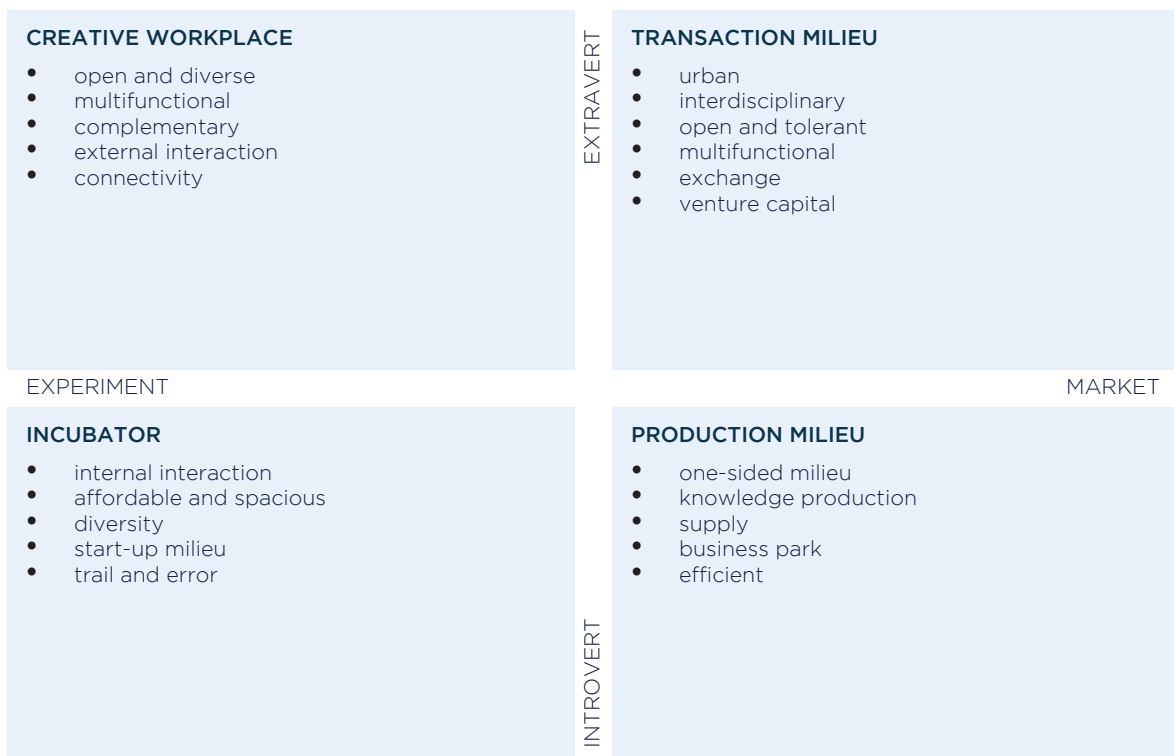 CREATIVE WORKPLACE
• open and diverse
• multifunctional
• complementary
• external interaction
• connectivity
EXTRAVERT
TRANSACTION MILIEU
• urban
• interdisciplinary
• open and tolerant
• multifunctional
• exchange
• venture capital
EXPERIMENT
MARKET
INCUBATOR
• internal interaction
• affordable and spacious
• diversity
• start-up milieu
• trail and error
INTROVERT
PRODUCTION MILIEU
• one-sided milieu
• knowledge production
• supply
• business park
• efficient